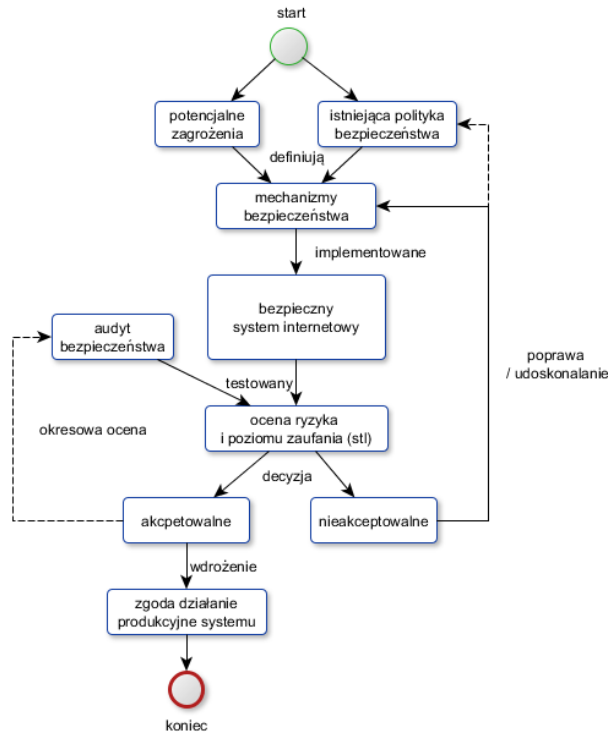 start
potencjalne
zagrożenia
istniejąca polityka
bezpieczeństwa
definiują
mechanizmy
bezpieczeństwa
implementowane
bezpieczny
system internetowy
audyt
bezpieczeństwa
poprawa
/ udoskonalanie
testowany
ocena ryzyka
i poziomu zaufania (stl)
okresowa ocena
decyzja
akcpetowalne
nieakceptowalne
wdrożenie
zgoda działanie
produkcyjne systemu
koniec